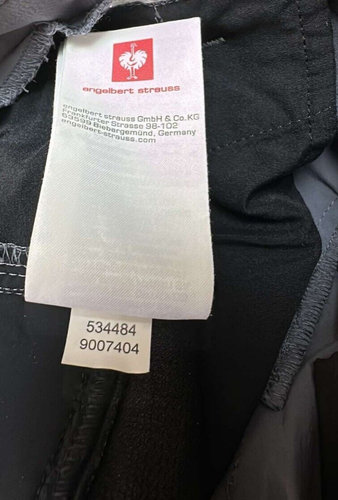 engelbert strauss
engelbert strauss GmbH & Co.KG
Frankfurter Strasse 98-102
63599 Biebergemünd, Germany
engelbert-strauss.com
534484
9007404